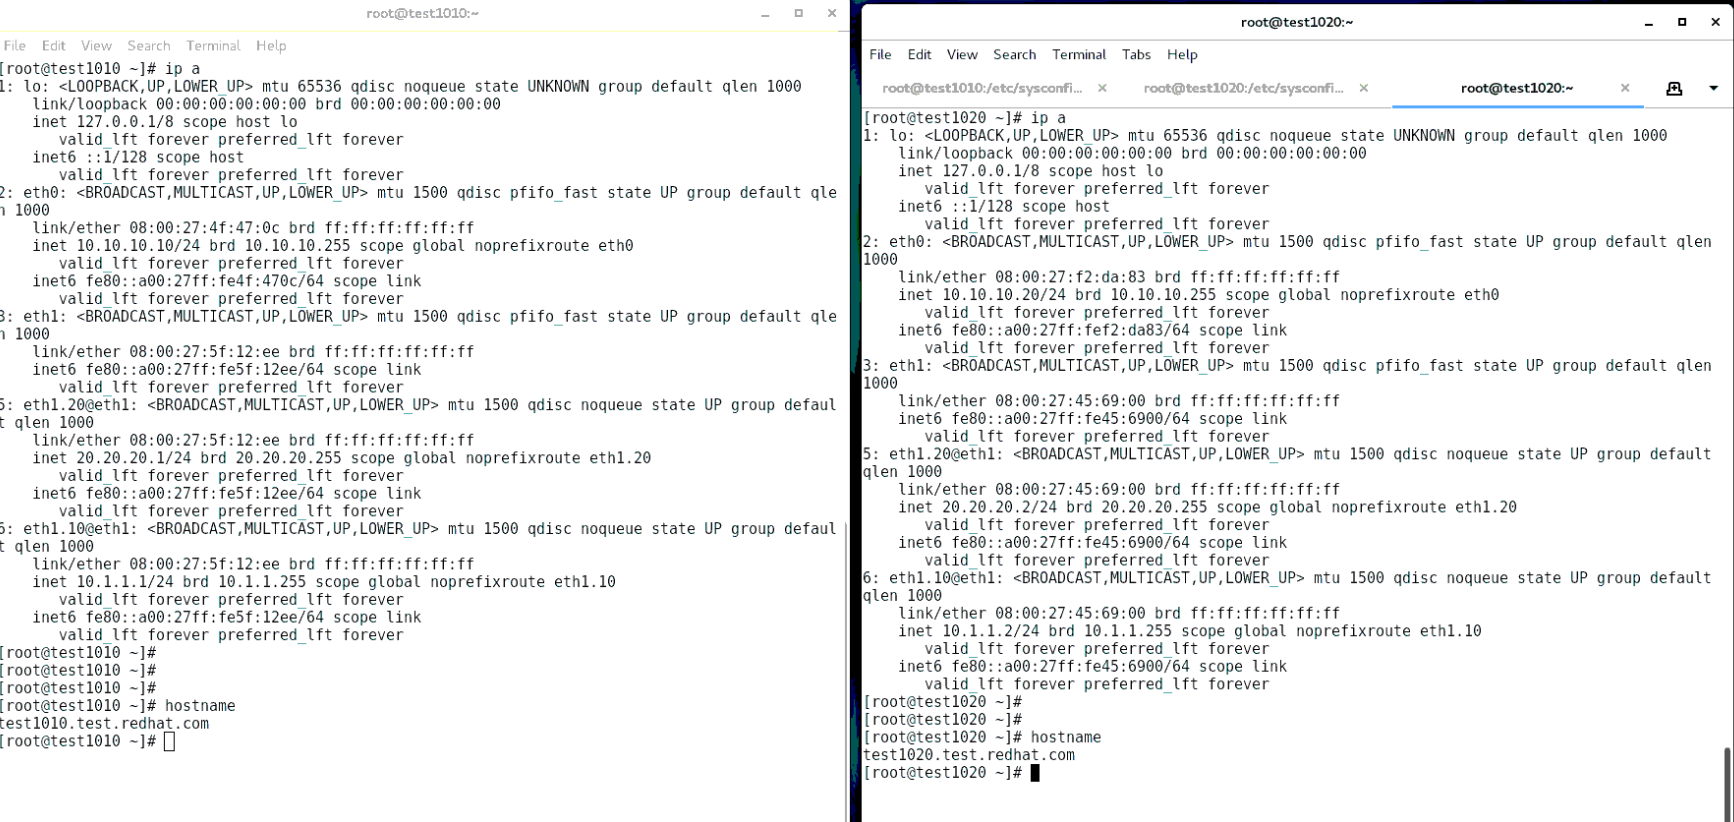 root@test1010:~
File Edit View Search Terminal Help
[root@test1010 ~]# ip a
1: lo: <LOOPBACK,UP,LOWER_UP> mtu 65536 qdisc noqueue state UNKNOWN group default qlen 1000
link/loopback 00:00:00:00:00:00 brd 00:00:00:00:00:00
inet 127.0.0.1/8 scope host lo
valid_lft forever preferred_lft forever
inet6 ::1/128 scope host
valid_lft forever preferred_lft forever
2: eth0: <BROADCAST,MULTICAST,UP,LOWER_UP> mtu 1500 qdisc pfifo_fast state UP group default qle
n 1000
link/ether 08:00:27:4f:47:0c brd ff:ff:ff:ff:ff:ff
inet 10.10.10.10/24 brd 10.10.10.255 scope global noprefixroute eth0
valid_lft forever preferred_lft forever
inet6 fe80::a00:27ff:fe4f:470c/64 scope link
valid_lft forever preferred_lft forever
3: eth1: <BROADCAST,MULTICAST,UP,LOWER_UP> mtu 1500 qdisc pfifo_fast state UP group default qle
n 1000
link/ether 08:00:27:5f:12:ee brd ff:ff:ff:ff:ff:ff
inet6 fe80::a00:27ff:fe5f:12ee/64 scope link
valid_lft forever preferred_lft forever
5: eth1.20@eth1: <BROADCAST,MULTICAST,UP,LOWER_UP> mtu 1500 qdisc noqueue state UP group defaul
t qlen 1000
link/ether 08:00:27:5f:12:ee brd ff:ff:ff:ff:ff:ff
inet 20.20.20.1/24 brd 20.20.20.255 scope global noprefixroute eth1.20
valid_lft forever preferred_lft forever
inet6 fe80::a00:27ff:fe5f:12ee/64 scope link
valid_lft forever preferred_lft forever
6: eth1.10@eth1: <BROADCAST,MULTICAST,UP,LOWER_UP> mtu 1500 qdisc noqueue state UP group defaul
t qlen 1000
link/ether 08:00:27:5f:12:ee brd ff:ff:ff:ff:ff:ff
inet 10.1.1.1/24 brd 10.1.1.255 scope global noprefixroute eth1.10
valid_lft forever preferred_lft forever
inet6 fe80::a00:27ff:fe5f:12ee/64 scope link
valid_lft forever preferred_lft forever
[root@test1010 ~]#
[root@test1010 ~]#
[root@test1010 ~]#
[root@test1010 ~]# hostname
test1010.test.redhat.com
[root@test1010 ~]#
root@test1020:~
File Edit View Search Terminal Tabs Help
root@test1010:/etc/sysconfi... root@test1020:/etc/sysconfi... root@test1020:~
[root@test1020 ~]# ip a
1: lo: <LOOPBACK,UP,LOWER_UP> mtu 65536 qdisc noqueue state UNKNOWN group default qlen 1000
link/loopback 00:00:00:00:00:00 brd 00:00:00:00:00:00
inet 127.0.0.1/8 scope host lo
valid_lft forever preferred_lft forever
inet6 ::1/128 scope host
valid_lft forever preferred_lft forever
2: eth0: <BROADCAST,MULTICAST,UP,LOWER_UP> mtu 1500 qdisc pfifo_fast state UP group default qlen
1000
link/ether 08:00:27:f2:da:83 brd ff:ff:ff:ff:ff:ff
inet 10.10.10.20/24 brd 10.10.10.255 scope global noprefixroute eth0
valid_lft forever preferred_lft forever
inet6 fe80::a00:27ff:fef2:da83/64 scope link
valid_lft forever preferred_lft forever
3: eth1: <BROADCAST,MULTICAST,UP,LOWER_UP> mtu 1500 qdisc pfifo_fast state UP group default qlen
1000
link/ether 08:00:27:45:69:00 brd ff:ff:ff:ff:ff:ff
inet6 fe80::a00:27ff:fe45:6900/64 scope link
valid_lft forever preferred_lft forever
5: eth1.20@eth1: <BROADCAST,MULTICAST,UP,LOWER_UP> mtu 1500 qdisc noqueue state UP group default
qlen 1000
link/ether 08:00:27:45:69:00 brd ff:ff:ff:ff:ff:ff
inet 20.20.20.2/24 brd 20.20.20.255 scope global noprefixroute eth1.20
valid_lft forever preferred_lft forever
inet6 fe80::a00:27ff:fe45:6900/64 scope link
valid_lft forever preferred_lft forever
6: eth1.10@eth1: <BROADCAST,MULTICAST,UP,LOWER_UP> mtu 1500 qdisc noqueue state UP group default
qlen 1000
link/ether 08:00:27:45:69:00 brd ff:ff:ff:ff:ff:ff
inet 10.1.1.2/24 brd 10.1.1.255 scope global noprefixroute eth1.10
valid_lft forever preferred_lft forever
inet6 fe80::a00:27ff:fe45:6900/64 scope link
valid_lft forever preferred_lft forever
[root@test1020 ~]#
[root@test1020 ~]#
[root@test1020 ~]# hostname
test1020.test.redhat.com
[root@test1020 ~]#